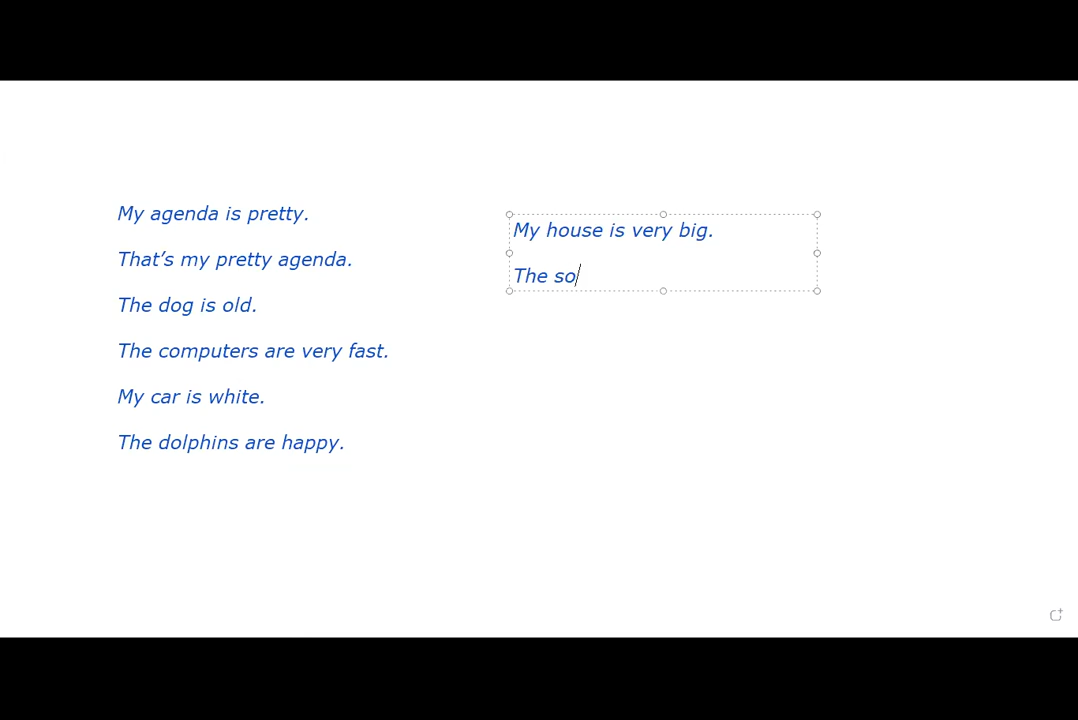 My agenda is pretty.
That’s my pretty agenda.
The dog is old.
The computers are very fast.
My car is white.
The dolphins are happy.
My house is very big.
The so